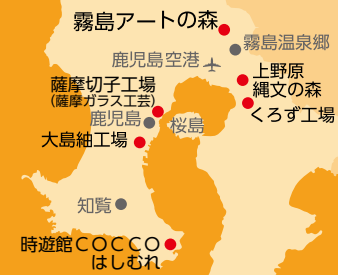 霧島アートの森
霧島温泉郷
鹿児島空港
上野原
縄文の森
薩摩切子工場
(薩摩ガラス工芸)
くろず工場
鹿児島
桜島
大島紬工場
知覧
時遊館ＣＯＣＣＯ
はしむれ